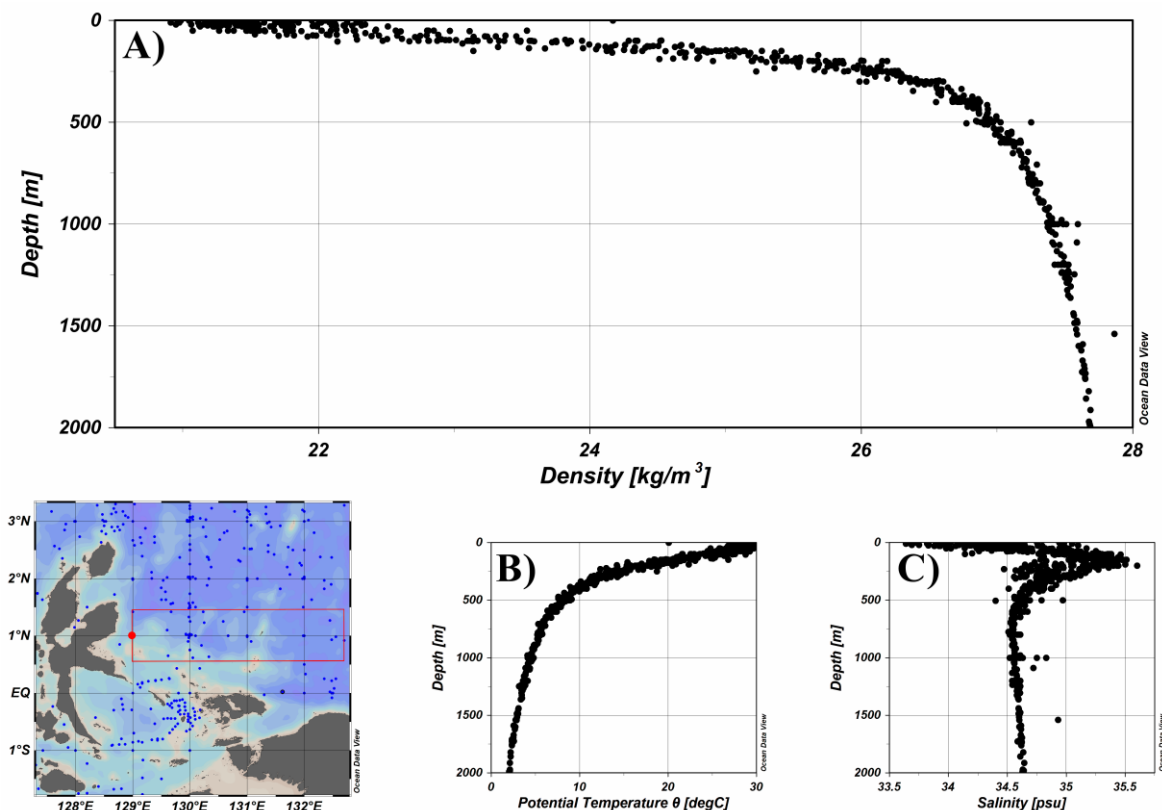 A)
0
500
1000
1500
2000
Depth [m]
22
24
26
28
Density [kg/m³]
Ocean Data View
3°N
2°N
1°N
EQ
1°S
128°E
129°E
130°E
131°E
132°E
Ocean Data View
B)
0
500
1000
1500
2000
Depth [m]
0
10
20
30
Potential Temperature θ [degC]
Ocean Data View
C)
0
500
1000
1500
2000
Depth [m]
33.5
34
34.5
35
35.5
Salinity [psu]
Ocean Data View